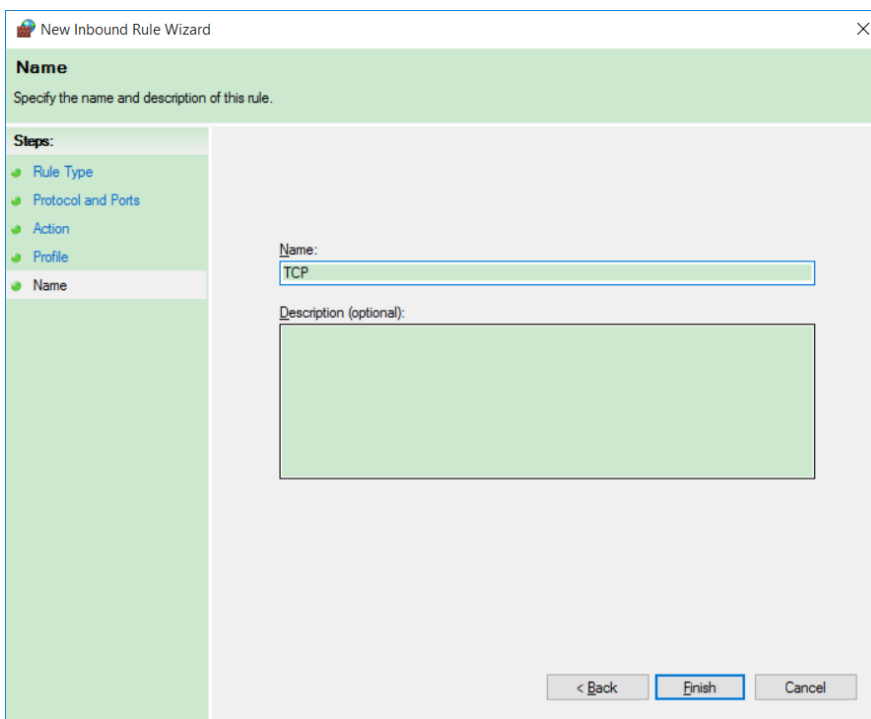 New Inbound Rule Wizard
Name
Specify the name and description of this rule.
Steps:
Rule Type
Protocol and Ports
Action
Profile
Name
Name:
TCP
Description (optional):
< Back
Finish
Cancel